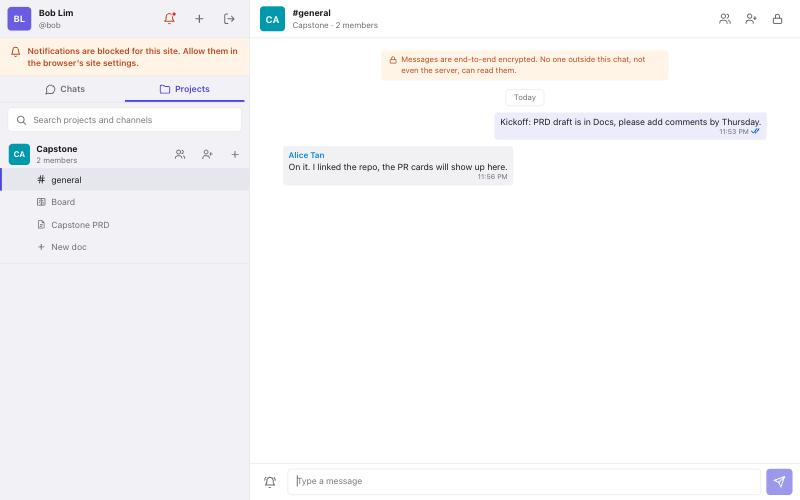 BL
Bob Lim
@bob
Notifications are blocked for this site. Allow them in
the browser's site settings.
Chats
Projects
Search projects and channels
CA
Capstone
2 members
# general
Board
Capstone PRD
+ New doc
CA
#general
Capstone · 2 members
Messages are end-to-end encrypted. No one outside this chat, not
even the server, can read them.
Today
Kickoff: PRD draft is in Docs, please add comments by Thursday.
11:53 PM
Alice Tan
On it. I linked the repo, the PR cards will show up here.
11:56 PM
Type a message